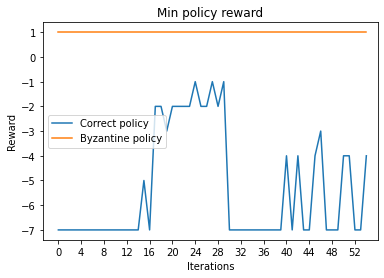 Min policy reward
Reward
1
0
−1
−2
−3
−4
−5
−6
−7
Correct policy
Byzantine policy
0 4 8 12 16 20 24 28 32 36 40 44 48 52
Iterations